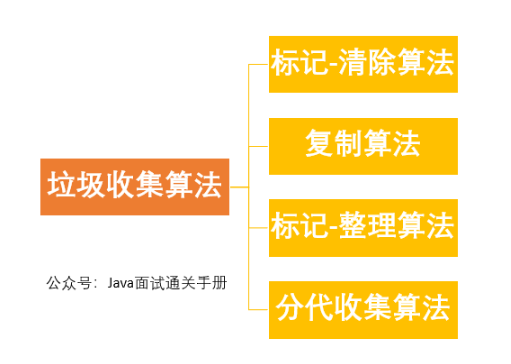 标记-清除算法
复制算法
垃圾收集算法
标记-整理算法
公众号：Java面试通关手册
分代收集算法